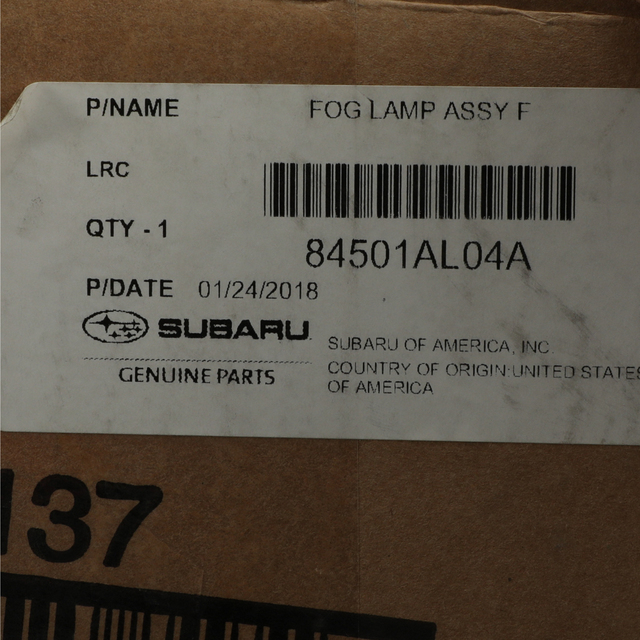 P/NAME FOG LAMP ASSY F
LRC
QTY - 1
84501AL04A
P/DATE 01/24/2018
SUBARU
GENUINE PARTS
SUBARU OF AMERICA, INC.
COUNTRY OF ORIGIN:UNITED STATES
OF AMERICA
137